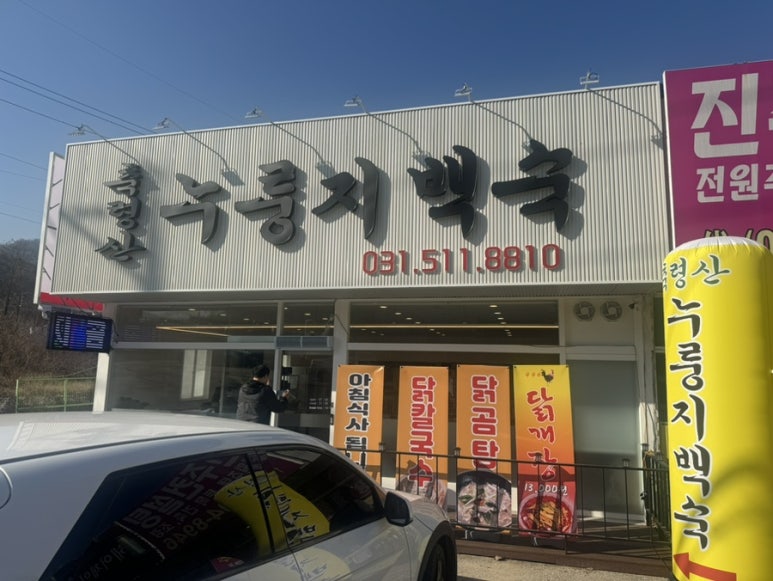 축령산
누룽지백숙
031.511.8810
진
전원주
축령산
누룽지백숙
아침식사 됩니
닭칼국수
닭곰탕
닭개장
13,000원